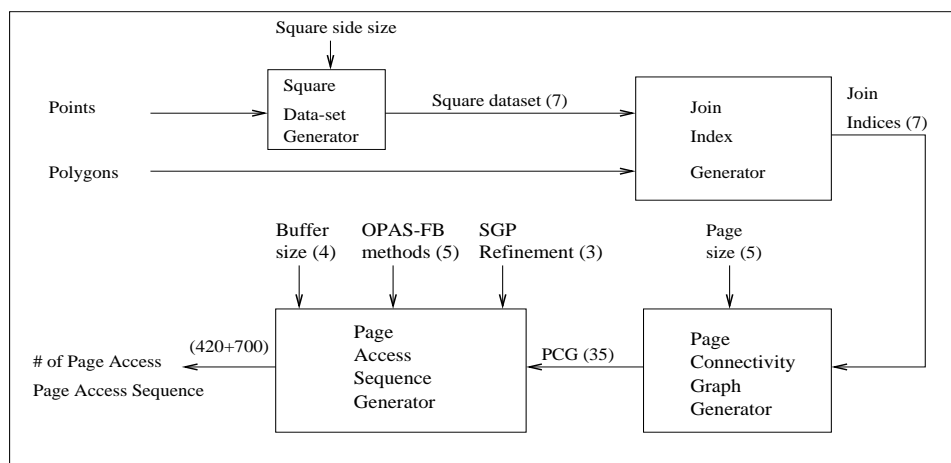 Square side size
Square
Data-set
Generator
Points
Square dataset (7)
Join
Index
Generator
Join
Indices (7)
Polygons
Buffer
size (4)
OPAS-FB
methods (5)
SGP
Refinement (3)
Page
size (5)
Page
Connectivity
Graph
Generator
PCG (35)
Page
Access
Sequence
Generator
(420+700)
# of Page Access
Page Access Sequence